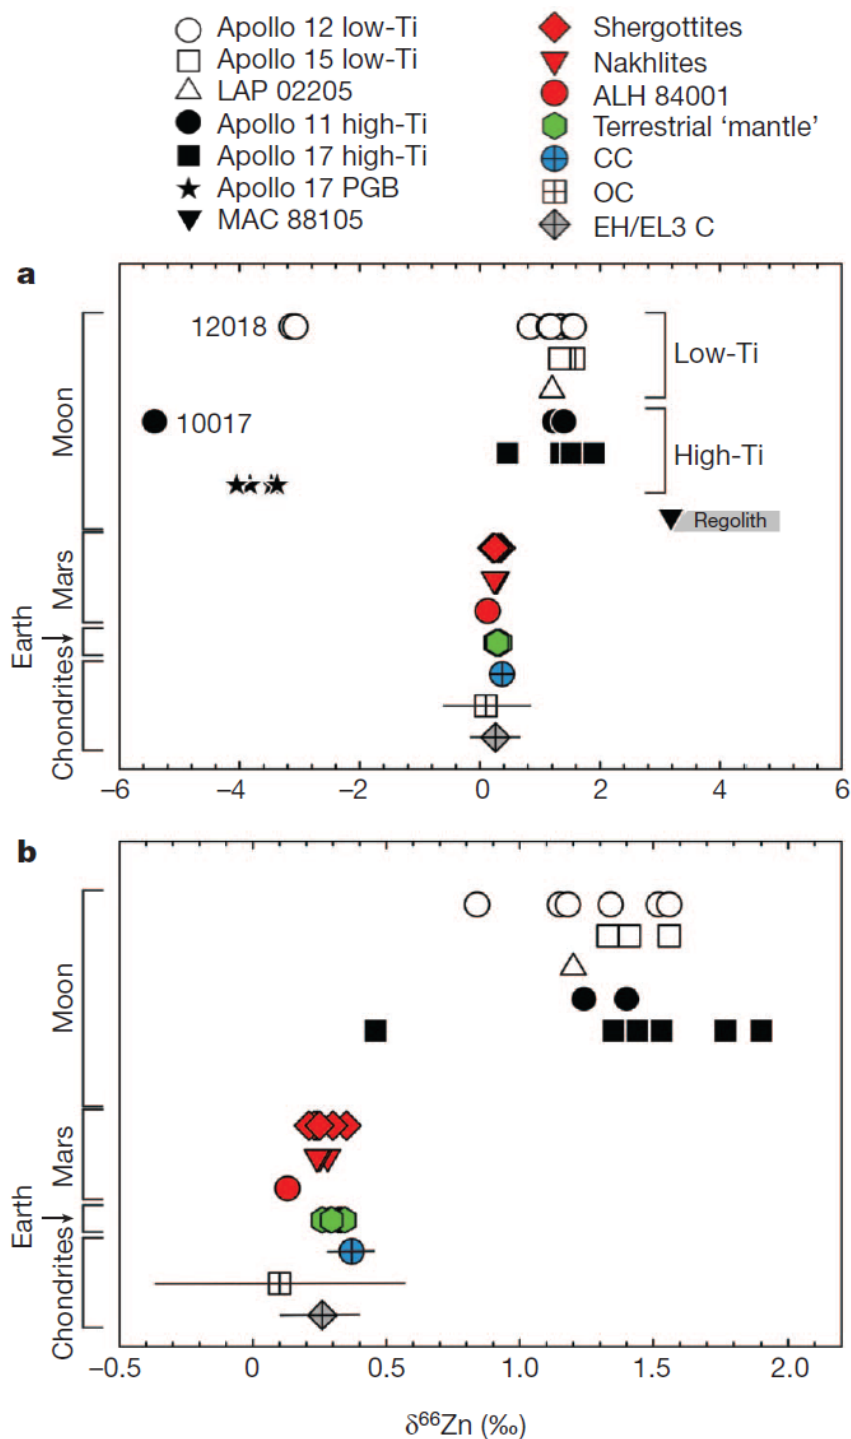 Apollo 12 low-Ti
Apollo 15 low-Ti
LAP 02205
Apollo 11 high-Ti
Apollo 17 high-Ti
Apollo 17 PGB
MAC 88105
Shergottites
Nakhlites
ALH 84001
Terrestrial ‘mantle’
CC
OC
EH/EL3 C
a
12018
Low-Ti
10017
High-Ti
Regolith
Moon
Mars
Earth
Chondrites
–6 –4 –2 0 2 4 6
b
Moon
Mars
Earth
Chondrites
–0.5 0 0.5 1.0 1.5 2.0
δ⁶⁶Zn (‰)